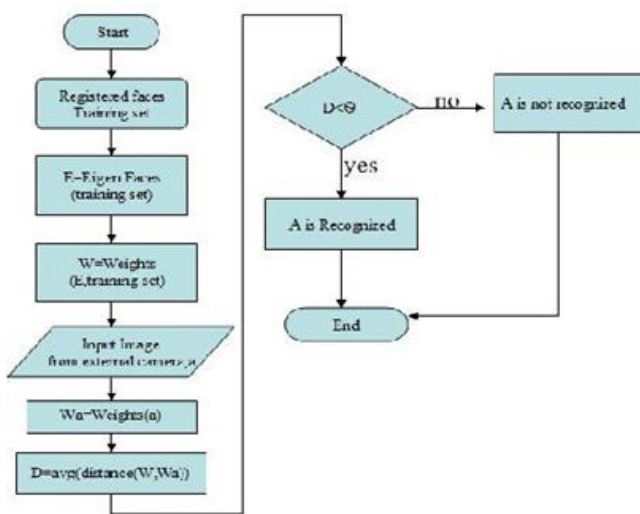 Start
Registered faces
Training set
E=Eigen Faces
(training set)
W=Weights
(E,training set)
Input Image
from external camera,a
Wa=Weights(a)
D=avg(distance(W,Wa))
D<Θ
no
A is not recognized
yes
A is Recognized
End